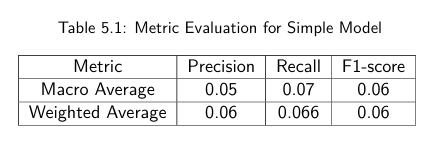 Table 5.1: Metric Evaluation for Simple Model
Metric Precision Recall F1-score
Macro Average 0.05 0.07 0.06
Weighted Average 0.06 0.066 0.06